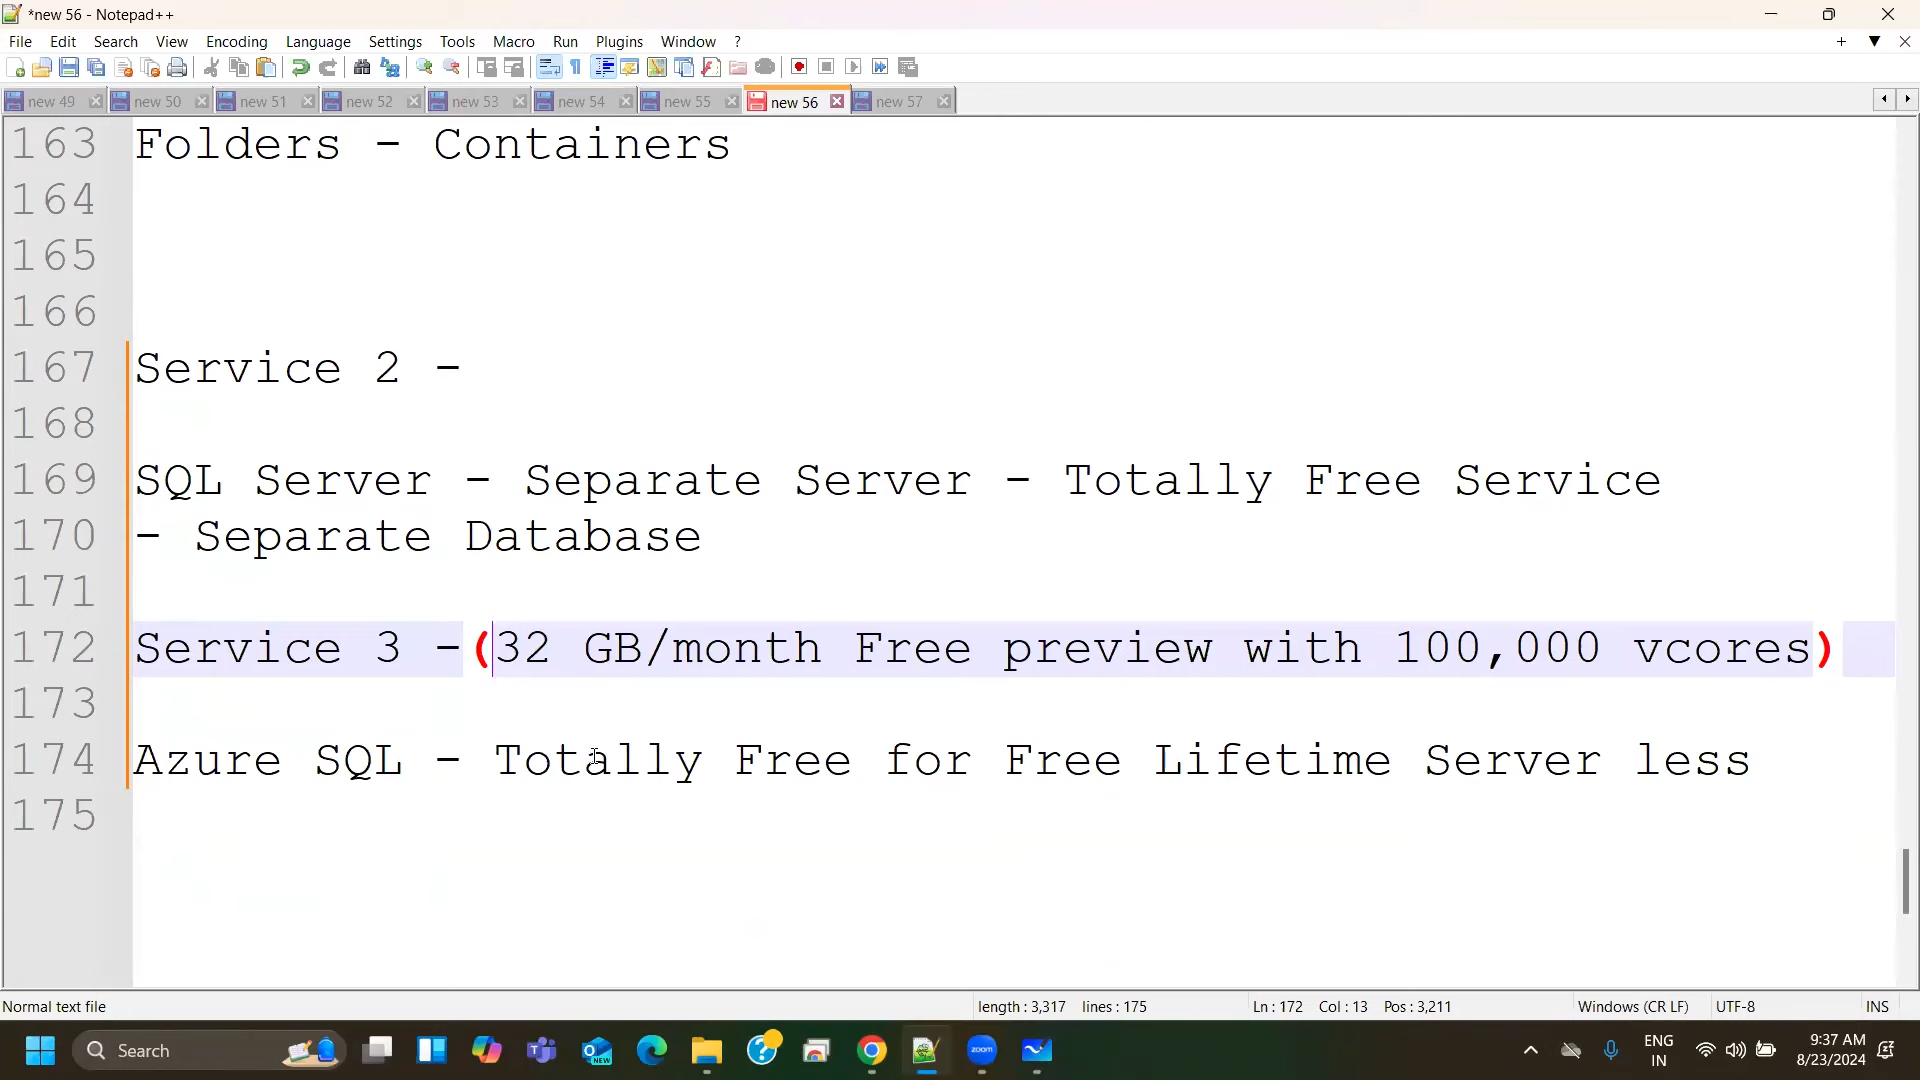 *new 56 - Notepad++
File Edit Search View Encoding Language Settings Tools Macro Run Plugins Window ?
new 49 new 50 new 51 new 52 new 53 new 54 new 55 new 56 new 57
163 Folders - Containers
164
165
166
167 Service 2 -
168
169 SQL Server - Separate Server - Totally Free Service
170 - Separate Database
171
172 Service 3 -(32 GB/month Free preview with 100,000 vcores)
173
174 Azure SQL - Totally Free for Free Lifetime Server less
175
Normal text file length : 3,317 lines : 175 Ln : 172 Col : 13 Pos : 3,211 Windows (CR LF) UTF-8 INS
Search NEW zoom ENG 9:37 AM
IN 8/23/2024